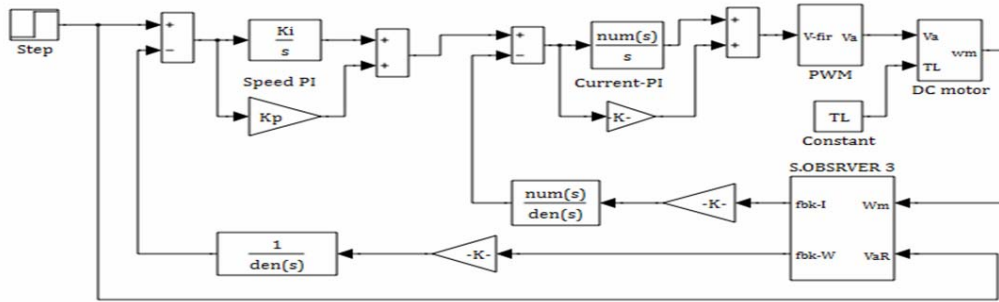 Step
+
−
Ki
s
Speed PI
Kp
+
+
+
−
num(s)
s
Current-PI
-K-
+
+
V-fir Va
PWM
Va
TL
wm
DC motor
TL
Constant
S.OBSRVER 3
fbk-I Wm
fbk-W VaR
-K-
num(s)
den(s)
-K-
1
den(s)